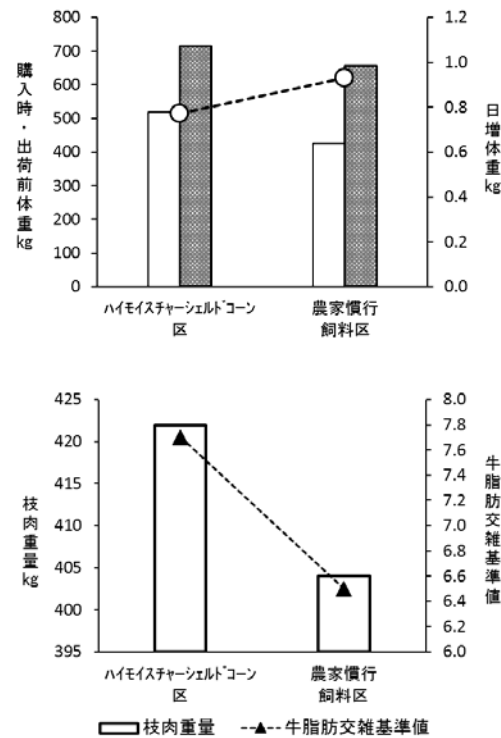 購入時・出荷前体重kg
800
700
600
500
400
300
200
100
0
1.2
1.0
0.8
0.6
0.4
0.2
0.0
日増体重kg
ハイモイスチャーシェルドコーン
区
農家慣行
飼料区
枝肉重量kg
425
420
415
410
405
400
395
8.0
7.8
7.6
7.4
7.2
7.0
6.8
6.6
6.4
6.2
6.0
牛脂肪交雑基準値
ハイモイスチャーシェルドコーン
区
農家慣行
飼料区
枝肉重量 牛脂肪交雑基準値